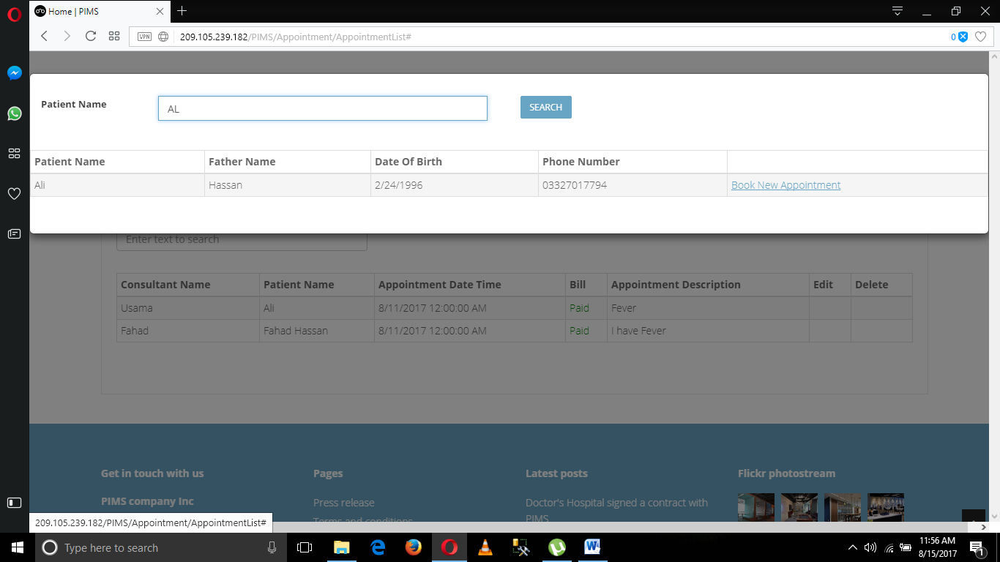 Home | PIMS
VPN
209.105.239.182/PIMS/Appointment/AppointmentList#
0
Patient Name
AL
SEARCH
Patient Name Father Name Date Of Birth Phone Number
Ali Hassan 2/24/1996 03327017794 Book New Appointment
Enter text to search
Consultant Name Patient Name Appointment Date Time Bill Appointment Description Edit Delete
Usama Ali 8/11/2017 12:00:00 AM Paid Fever
Fahad Fahad Hassan 8/11/2017 12:00:00 AM Paid I have Fever
Get in touch with us Pages Latest posts Flickr photostream
PIMS company Inc Press release Doctor's Hospital signed a contract with
Terms and conditions PIMS
209.105.239.182/PIMS/Appointment/AppointmentList#
Type here to search
11:56 AM
8/15/2017
1